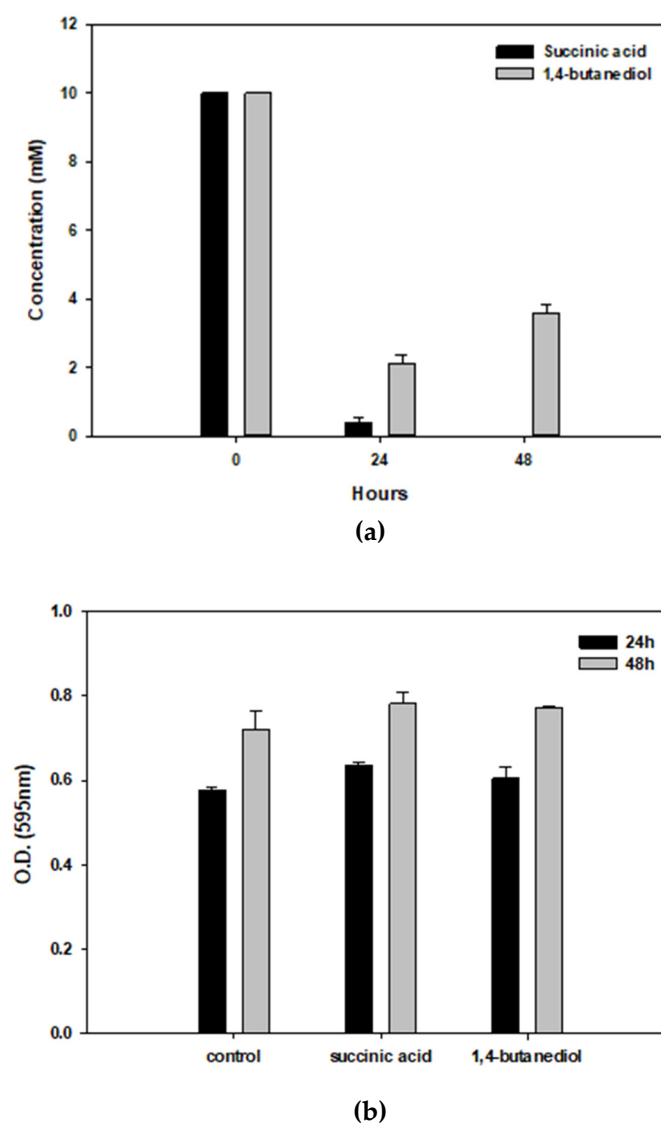 12
10
8
6
4
2
0
Concentration (mM)
Succinic acid
1,4-butanediol
0 24 48
Hours
(a)
1.0
0.8
0.6
0.4
0.2
0.0
O.D. (595nm)
24h
48h
control succinic acid 1,4-butanediol
(b)